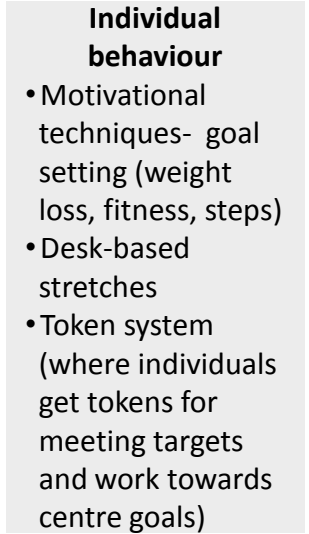 Individual
behaviour
•Motivational
techniques- goal
setting (weight
loss, fitness, steps)
•Desk-based
stretches
•Token system
(where individuals
get tokens for
meeting targets
and work towards
centre goals)